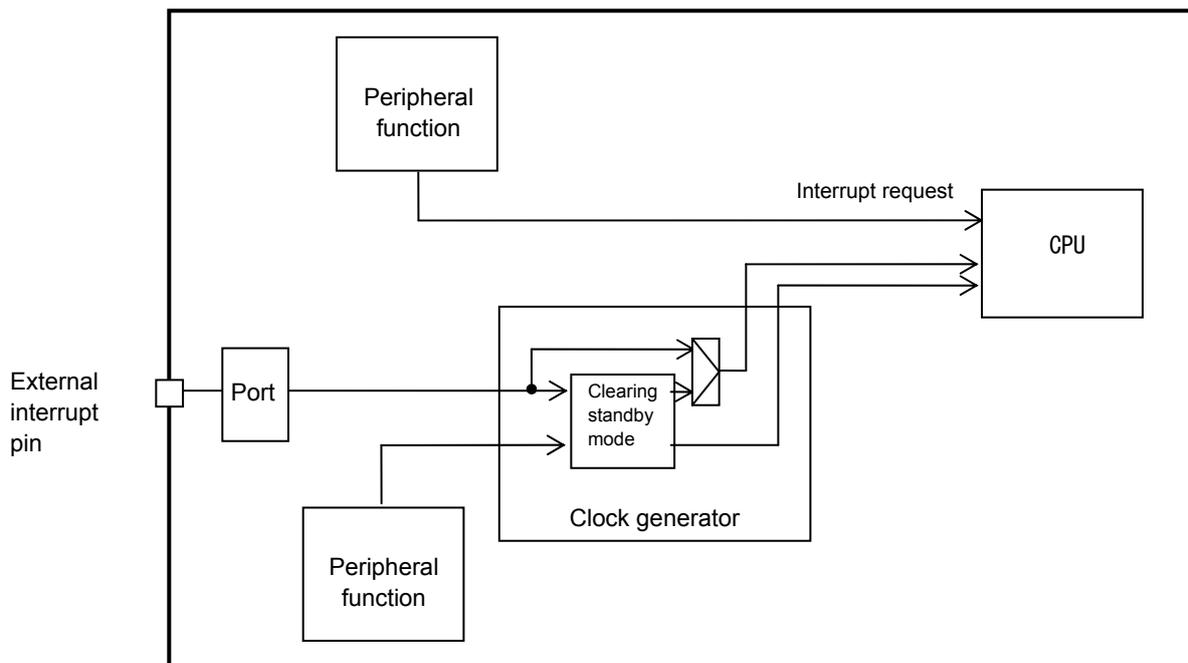 Peripheral
function
Interrupt request
CPU
External
interrupt
pin
Port
Clearing
standby
mode
Clock generator
Peripheral
function